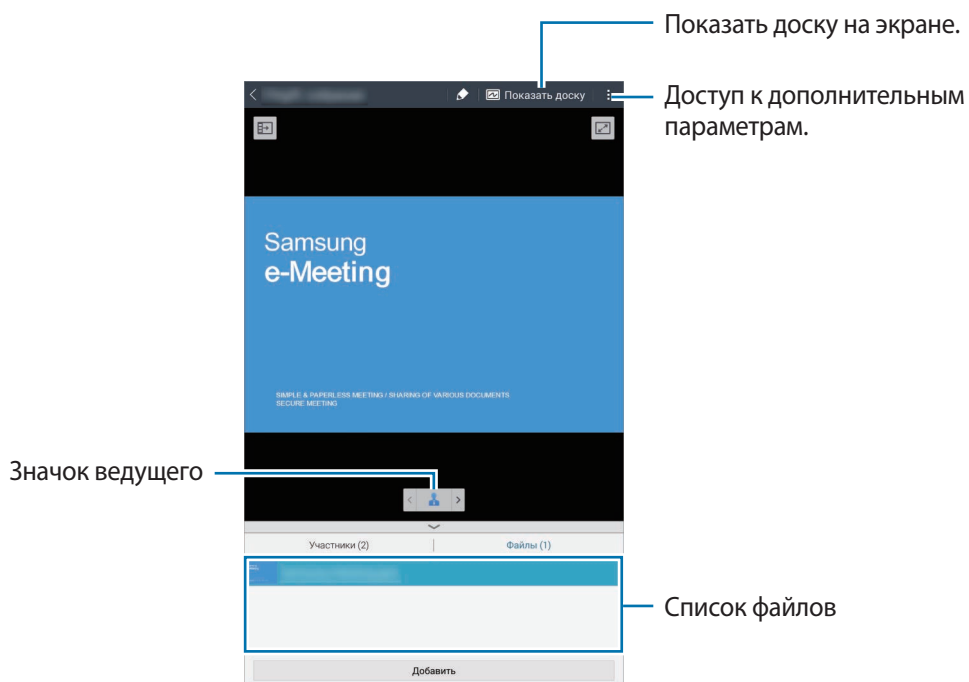 Показать доску на экране.
Показать доску
Доступ к дополнительным
параметрам.
Samsung
e-Meeting
SIMPLE & PAPERLESS MEETING / SHARING OF VARIOUS DOCUMENTS
SECURE MEETING
Значок ведущего
Участники (2)
Файлы (1)
Список файлов
Добавить